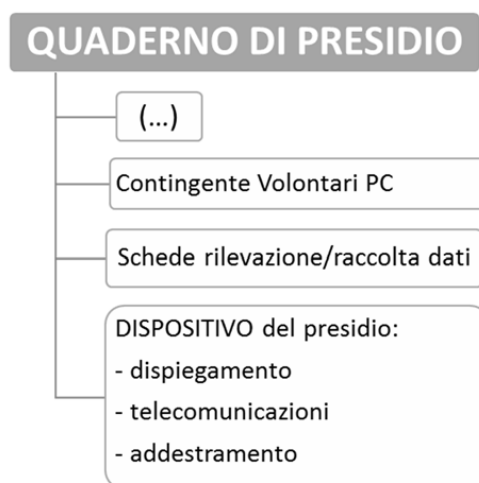 QUADERNO DI PRESIDIO
(...)
Contingente Volontari PC
Schede rilevazione/raccolta dati
DISPOSITIVO del presidio:
- dispiegamento
- telecomunicazioni
- addestramento